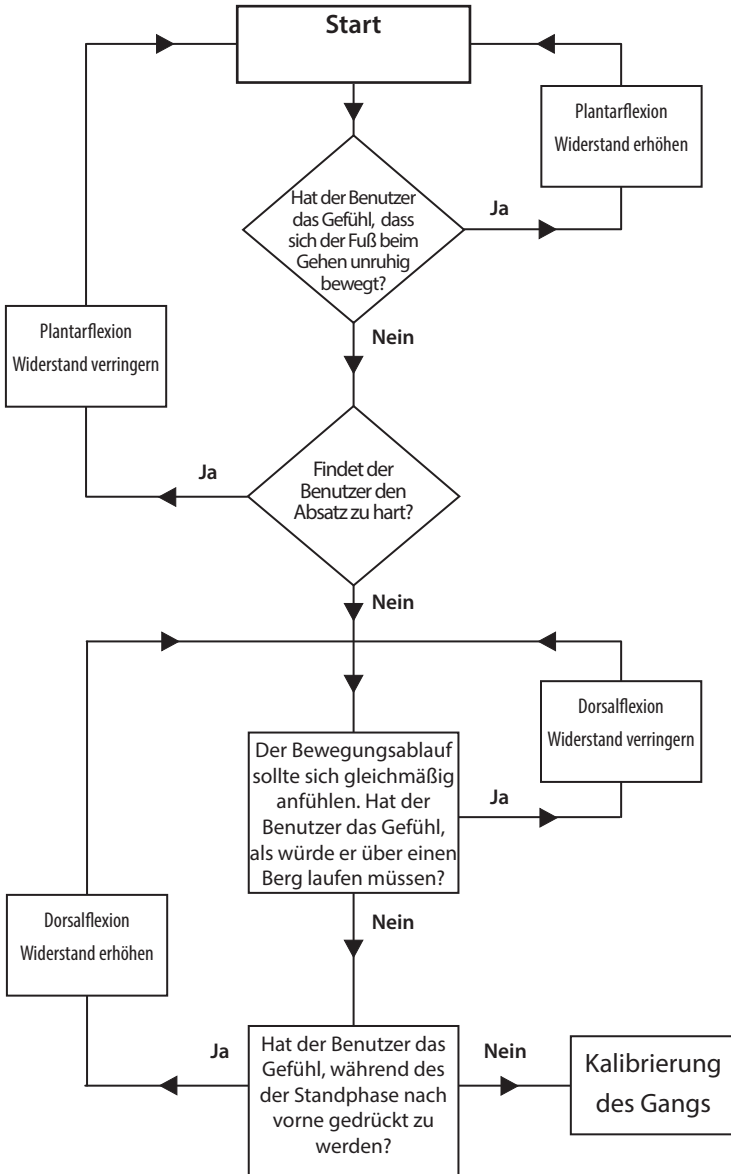 Start
Plantarflexion
Widerstand erhöhen
Hat der Benutzer
das Gefühl, dass
sich der Fuß beim
Gehen unruhig
bewegt?
Ja
Nein
Plantarflexion
Widerstand verringern
Ja
Findet der
Benutzer den
Absatz zu hart?
Nein
Dorsalflexion
Widerstand verringern
Der Bewegungsablauf
sollte sich gleichmäßig
anfühlen. Hat der
Benutzer das Gefühl,
als würde er über einen
Berg laufen müssen?
Ja
Nein
Dorsalflexion
Widerstand erhöhen
Ja
Hat der Benutzer das
Gefühl, während des
der Standphase nach
vorne gedrückt zu
werden?
Nein
Kalibrierung
des Gangs